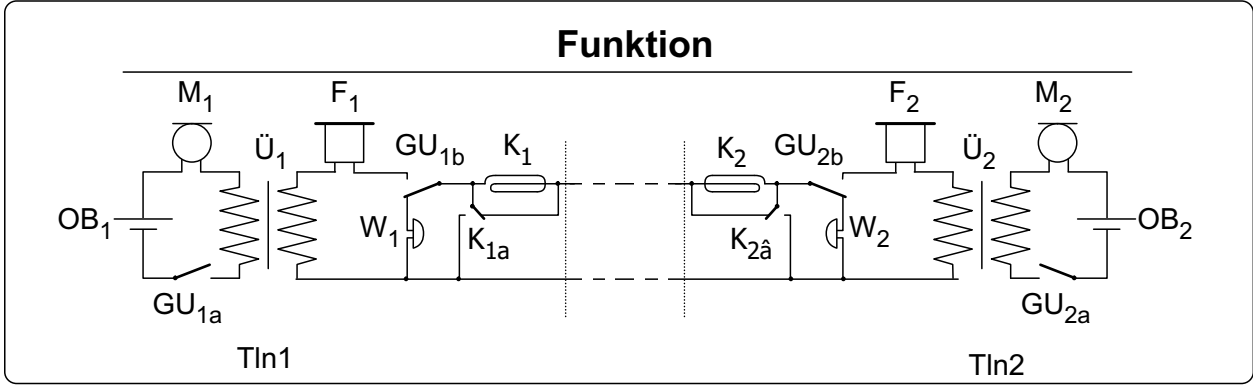 Funktion
M1 F1 F2 M2
Ü1 GU1b K1 K2 GU2b Ü2
OB1 W1 K1a K2â W2 OB2
GU1a GU2a
Tln1 Tln2